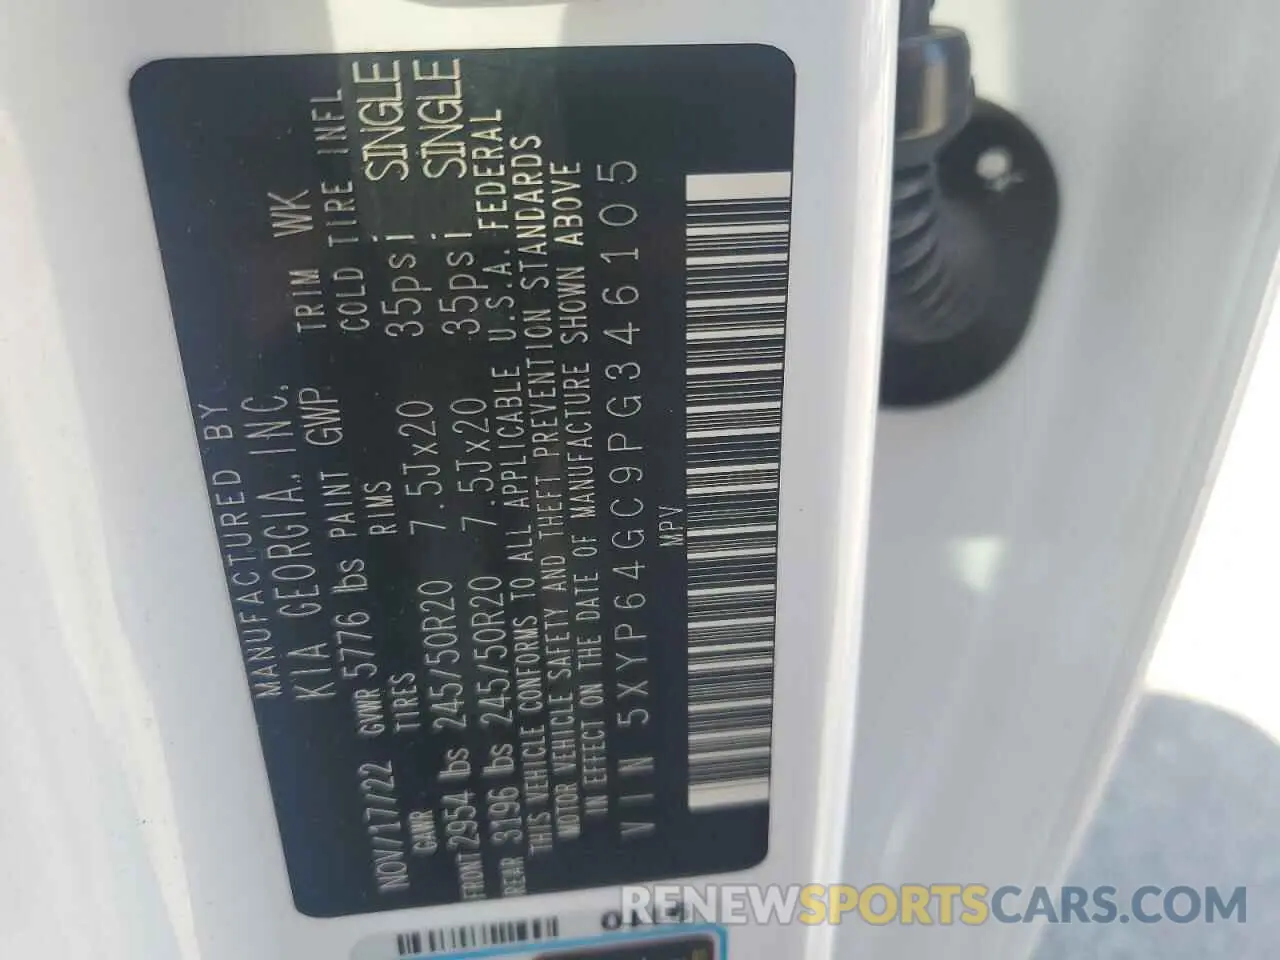 MANUFACTURED BY
KIA GEORGIA, INC.
NOV/17/22 GVWR 5776 lbs PAINT GWP TRIM WK
GAWR TIRES RIMS COLD TIRE INFL
FRONT 2954 lbs 245/50R20 7.5Jx20 35psi SINGLE
REAR 3196 lbs 245/50R20 7.5Jx20 35psi SINGLE
THIS VEHICLE CONFORMS TO ALL APPLICABLE U.S.A. FEDERAL
MOTOR VEHICLE SAFETY AND THEFT PREVENTION STANDARDS
IN EFFECT ON THE DATE OF MANUFACTURE SHOWN ABOVE
VIN 5XYP64GC9PG346105
MPV
RENEWSPORTSCARS.COM